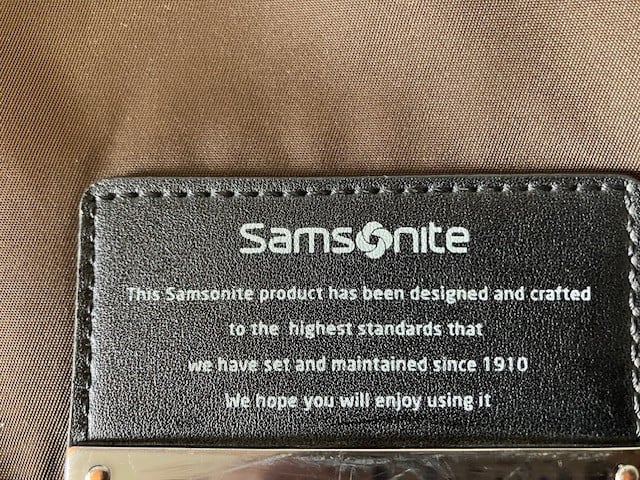 Samsonite
This Samsonite product has been designed and crafted
to the highest standards that
we have set and maintained since 1910
We hope you will enjoy using it